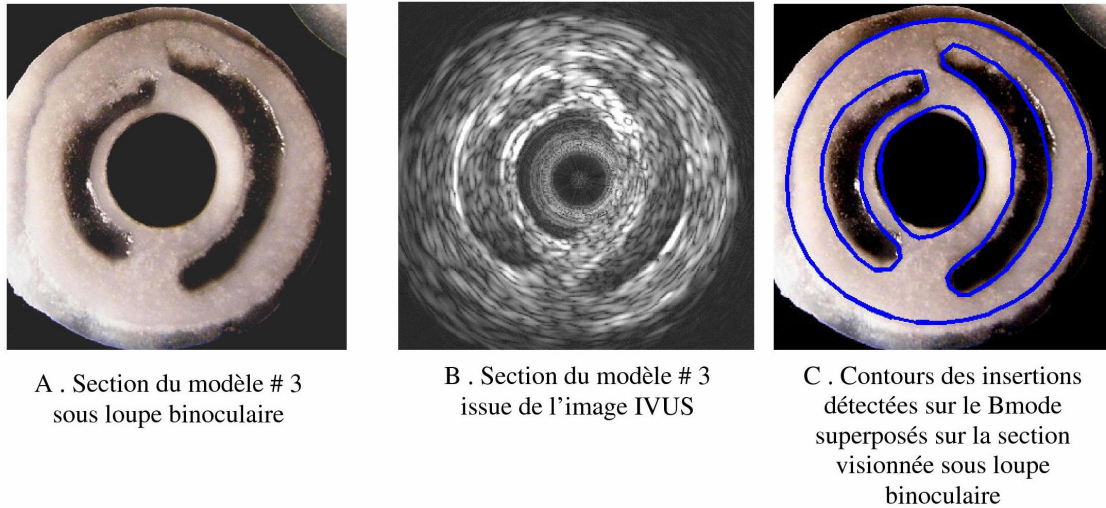 A . Section du modèle # 3
sous loupe binoculaire
B . Section du modèle # 3
issue de l'image IVUS
C . Contours des insertions
détectées sur le Bmode
superposés sur la section
visionnée sous loupe
binoculaire